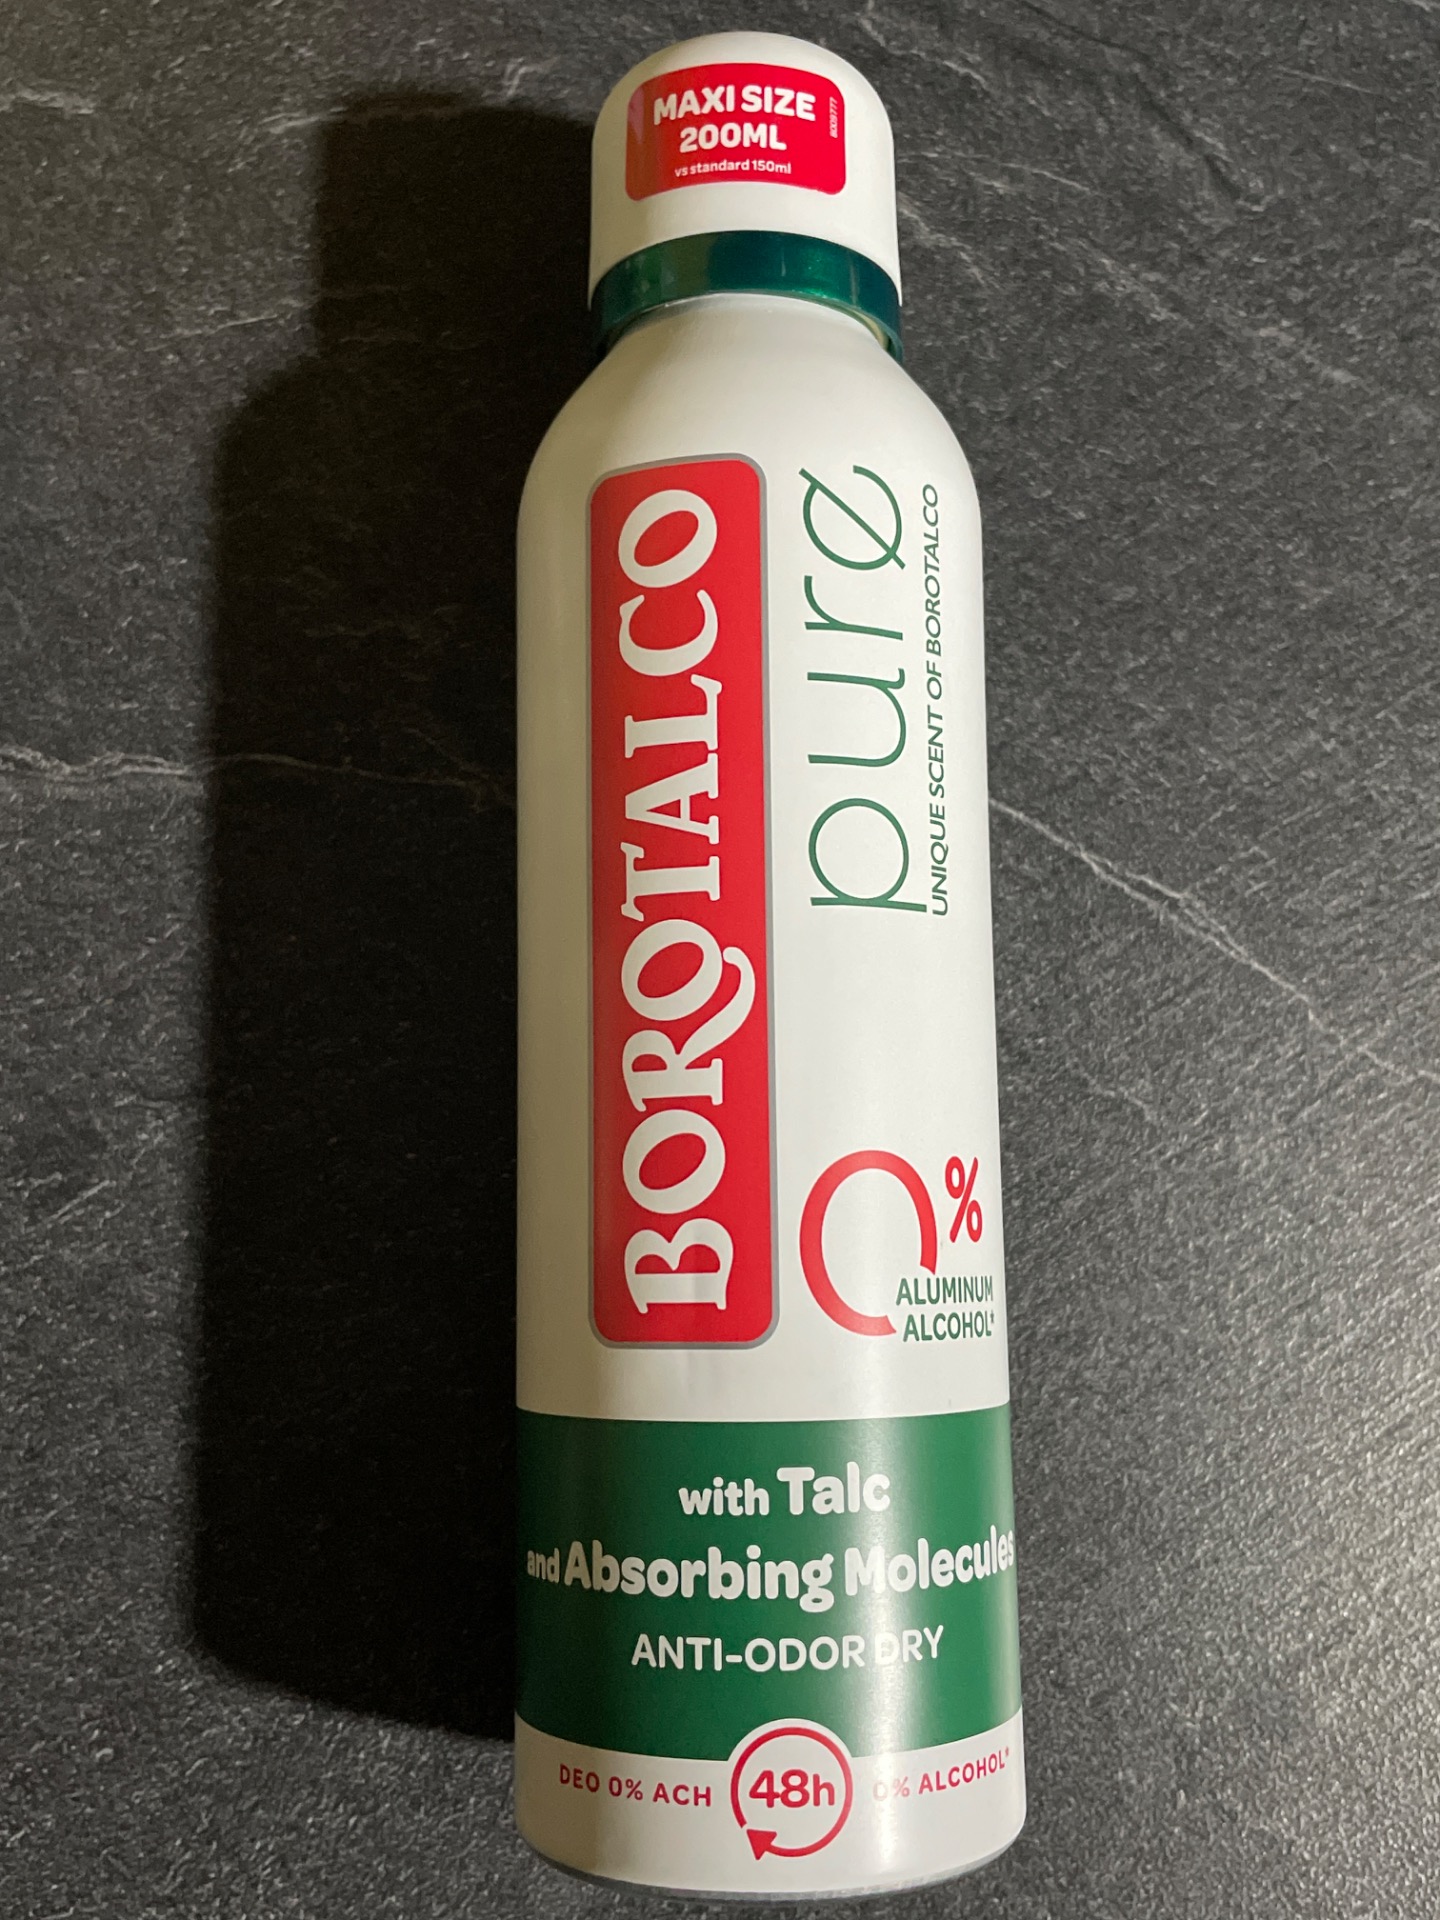 MAXI SIZE
200ML
vs standard 150ml
6009777
BOROTALCO
pure
UNIQUE SCENT OF BOROTALCO
0%
ALUMINUM
ALCOHOL*
with Talc
and Absorbing Molecules
ANTI-ODOR DRY
DEO 0% ACH 48h 0% ALCOHOL*